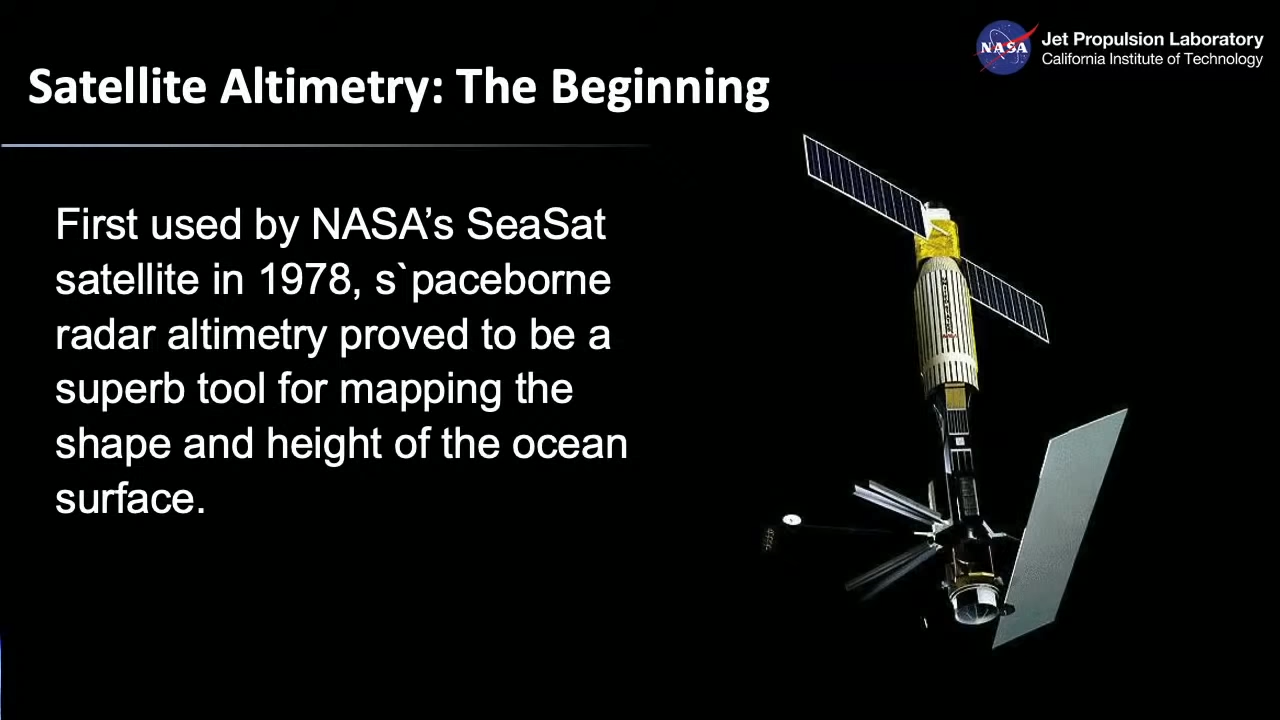 NASA
Jet Propulsion Laboratory
California Institute of Technology
Satellite Altimetry: The Beginning
First used by NASA’s SeaSat
satellite in 1978, s`paceborne
radar altimetry proved to be a
superb tool for mapping the
shape and height of the ocean
surface.